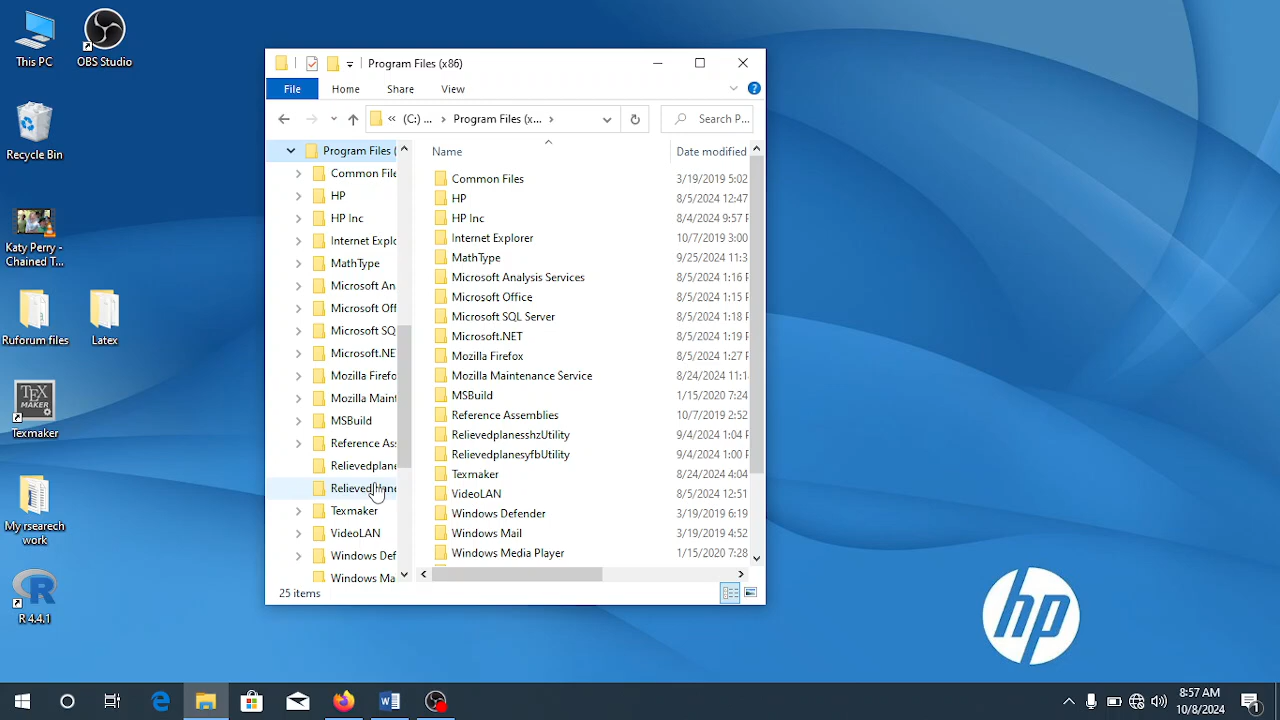 This PC
OBS Studio
Recycle Bin
Katy Perry -
Chained T...
Ruforoin files
Latex
TEX
MAKER
Texmaker
My rsearech
work
R 4.4.1
Program Files (x86)
File
Home
Share
View
(C:) ...
Program Files (x...
Search P...
Program Files (
Common File
HP
HP Inc
Internet Explo
MathType
Microsoft An
Microsoft Off
Microsoft SQ
Microsoft.NE
Mozilla Firefo
Mozilla Maint
MSBuild
Reference As
Relievedplane
Relievedplane
Texmaker
VideoLAN
Windows Def
Windows Ma
Name
Date modified
Common Files
3/19/2019 5:02
HP
8/5/2024 12:47
HP Inc
8/4/2024 9:57 P
Internet Explorer
10/7/2019 3:00
MathType
9/25/2024 11:3
Microsoft Analysis Services
8/5/2024 1:16 P
Microsoft Office
8/5/2024 1:15 P
Microsoft SQL Server
8/5/2024 1:18 P
Microsoft.NET
8/5/2024 1:19 P
Mozilla Firefox
8/5/2024 1:27 P
Mozilla Maintenance Service
8/24/2024 11:1
MSBuild
1/15/2020 7:24
Reference Assemblies
10/7/2019 2:52
RelievedplanesshzUtility
9/4/2024 1:04 P
RelievedplanesyfbUtility
9/4/2024 1:00 P
Texmaker
8/24/2024 4:04
VideoLAN
8/5/2024 12:51
Windows Defender
3/19/2019 6:19
Windows Mail
3/19/2019 4:52
Windows Media Player
1/15/2020 7:28
25 items
hp
8:57 AM
10/8/2024